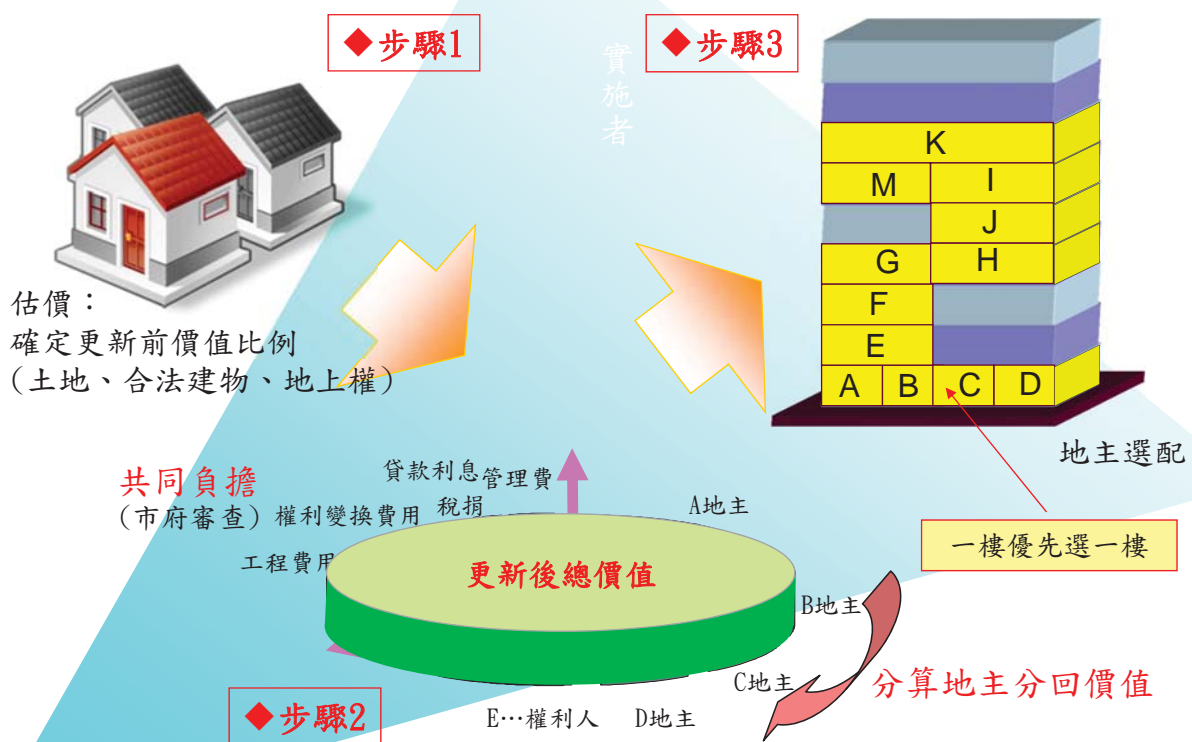 ◆步驟1
實施者
◆步驟3
估價：
確定更新前價值比例
(土地、合法建物、地上權)
K
M
I
J
G
H
F
E
A
B
C
D
地主選配
一樓優先選一樓
共同負擔
(市府審查)
貸款利息
管理費
權利變換費用
稅捐
工程費用
A地主
更新後總價值
B地主
C地主
分算地主分回價值
◆步驟2
E…權利人
D地主